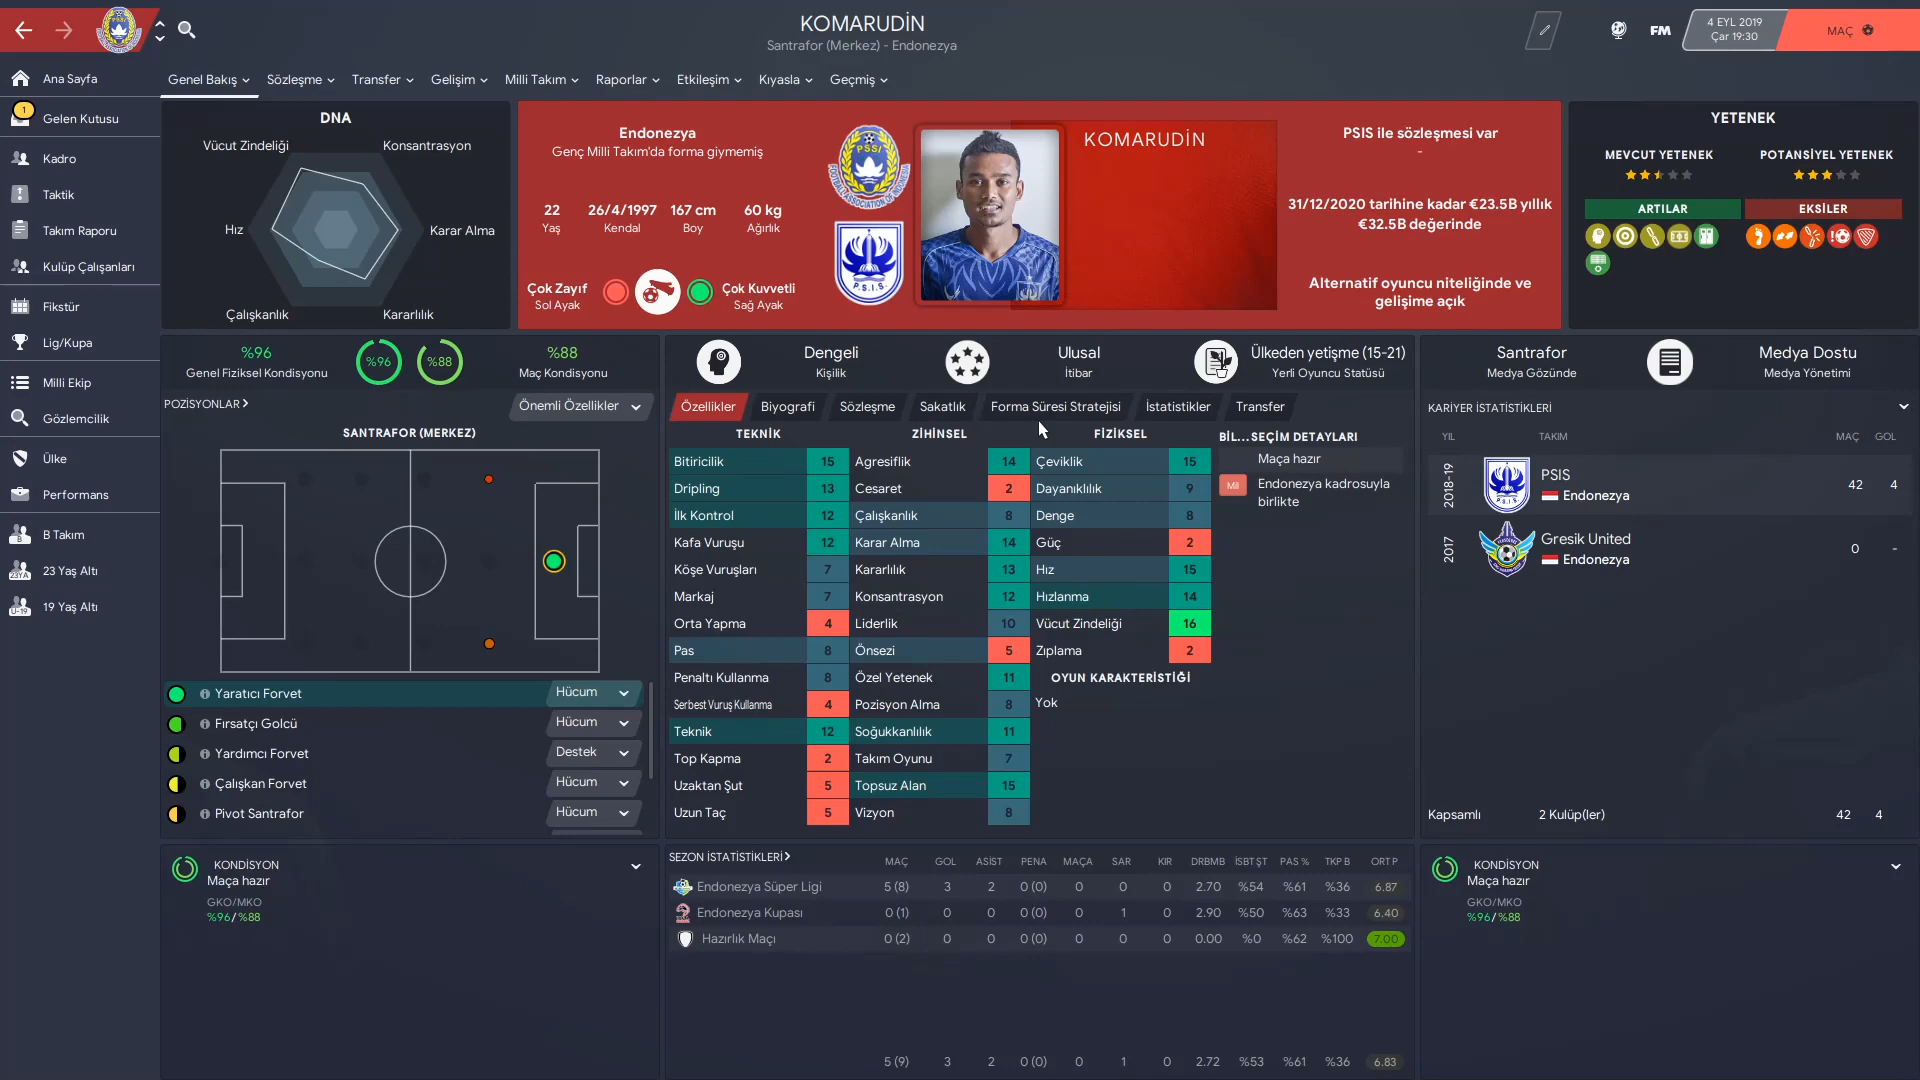 KOMARUDİN
Santrafor (Merkez) - Endonezya
FM
4 EYL 2019
Çar 19:30
MAÇ
Ana Sayfa
1
Gelen Kutusu
Kadro
Taktik
Takım Raporu
Kulüp Çalışanları
Fikstür
Lig/Kupa
Milli Ekip
Gözlemcilik
Ülke
Performans
B
B Takım
23YA
23 Yaş Altı
U-19
19 Yaş Altı
Genel Bakış
Sözleşme
Transfer
Gelişim
Milli Takım
Raporlar
Etkileşim
Kıyasla
Geçmiş
DNA
Vücut Zindeliği
Konsantrasyon
Hız
Karar Alma
Çalışkanlık
Kararlılık
Endonezya
Genç Milli Takım'da forma giymemiş
22
Yaş
26/4/1997
Kendal
167 cm
Boy
60 kg
Ağırlık
Çok Zayıf
Sol Ayak
Çok Kuvvetli
Sağ Ayak
PSSI
P.S.I.S.
KOMARUDİN
PSIS ile sözleşmesi var
-
31/12/2020 tarihine kadar €23.5B yıllık
€32.5B değerinde
Alternatif oyuncu niteliğinde ve
gelişime açık
YETENEK
MEVCUT YETENEK
POTANSİYEL YETENEK
ARTILAR
EKSİLER
%96
Genel Fiziksel Kondisyonu
%96
%88
%88
Maç Kondisyonu
POZİSYONLAR
Önemli Özellikler
SANTRAFOR (MERKEZ)
Yaratıcı Forvet
Hücum
Fırsatçı Golcü
Hücum
Yardımcı Forvet
Destek
Çalışkan Forvet
Hücum
Pivot Santrafor
Hücum
Dengeli
Kişilik
Ulusal
İtibar
Ülkeden yetişme (15-21)
Yerli Oyuncu Statüsü
Özellikler
Biyografi
Sözleşme
Sakatlık
Forma Süresi Stratejisi
İstatistikler
Transfer
TEKNİK
Bitiricilik 15
Dripling 13
İlk Kontrol 12
Kafa Vuruşu 12
Köşe Vuruşları 7
Markaj 7
Orta Yapma 4
Pas 8
Penaltı Kullanma 8
Serbest Vuruş Kullanma 4
Teknik 12
Top Kapma 2
Uzaktan Şut 5
Uzun Taç 5
ZİHİNSEL
Agresiflik 14
Cesaret 2
Çalışkanlık 8
Karar Alma 14
Kararlılık 13
Konsantrasyon 12
Liderlik 10
Önsezi 5
Özel Yetenek 11
Pozisyon Alma 8
Soğukkanlılık 11
Takım Oyunu 7
Topsuz Alan 15
Vizyon 8
FİZİKSEL
Çeviklik 15
Dayanıklılık 9
Denge 8
Güç 2
Hız 15
Hızlanma 14
Vücut Zindeliği 16
Zıplama 2
OYUN KARAKTERİSTİĞİ
Yok
BİL... SEÇİM DETAYLARI
Maça hazır
Mil
Endonezya kadrosuyla
birlikte
Santrafor
Medya Gözünde
Medya Dostu
Medya Yönetimi
KARİYER İSTATİSTİKLERİ
YIL TAKIM MAÇ GOL
2018-19 PSIS 42 4
Endonezya
2017 Gresik United 0 -
Endonezya
Kapsamlı 2 Kulüp(ler) 42 4
KONDİSYON
Maça hazır
GKO/MKO
%96/%88
SEZON İSTATİSTİKLERİ MAÇ GOL ASİST PENA MAÇA SAR KIR DRBMB İSBTŞT PAS % TKP B ORT P
Endonezya Süper Ligi 5 (8) 3 2 0 (0) 0 0 0 2.70 %54 %61 %36 6.87
Endonezya Kupası 0 (1) 0 0 0 (0) 0 1 0 2.90 %50 %63 %33 6.40
Hazırlık Maçı 0 (2) 0 0 0 (0) 0 0 0 0.00 %0 %62 %100 7.00
5 (9) 3 2 0 (0) 0 1 0 2.72 %53 %61 %36 6.83
KONDİSYON
Maça hazır
GKO/MKO
%96/%88